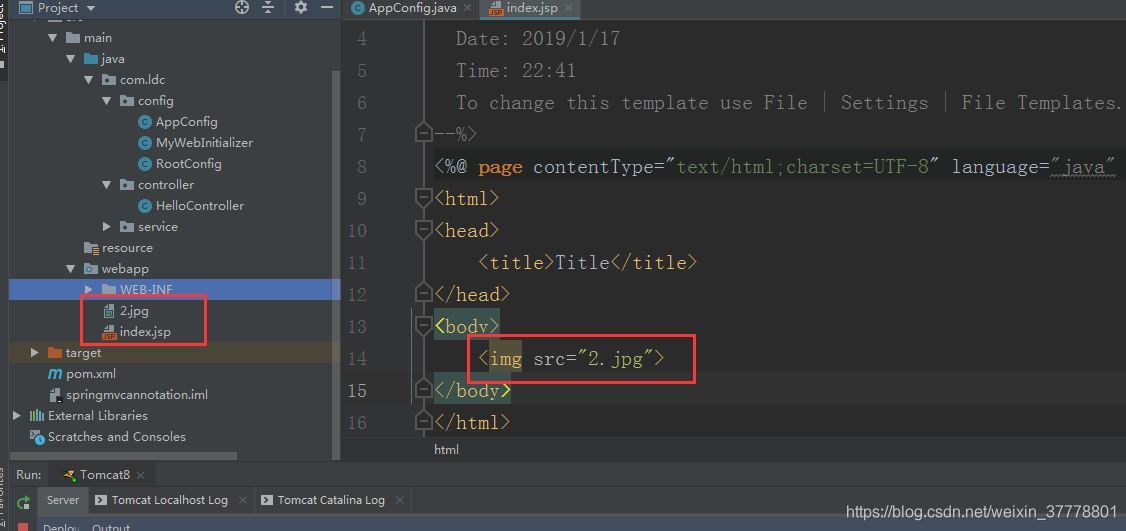 Project
AppConfig.java
index.jsp
main
java
com.ldc
config
AppConfig
MyWebInitializer
RootConfig
controller
HelloController
service
resource
webapp
WEB-INF
2.jpg
index.jsp
target
pom.xml
springmvcannotation.iml
External Libraries
Scratches and Consoles
4 Date: 2019/1/17
5 Time: 22:41
6 To change this template use File | Settings | File Templates.
7 --%>
8 <%@ page contentType="text/html;charset=UTF-8" language="java"
9 <html>
10 <head>
11 <title>Title</title>
12 </head>
13 <body>
14 <img src="2.jpg">
15 </body>
16 </html>
html
Run: Tomcat8
Server Tomcat Localhost Log Tomcat Catalina Log
Deploy Output
https://blog.csdn.net/weixin_37778801